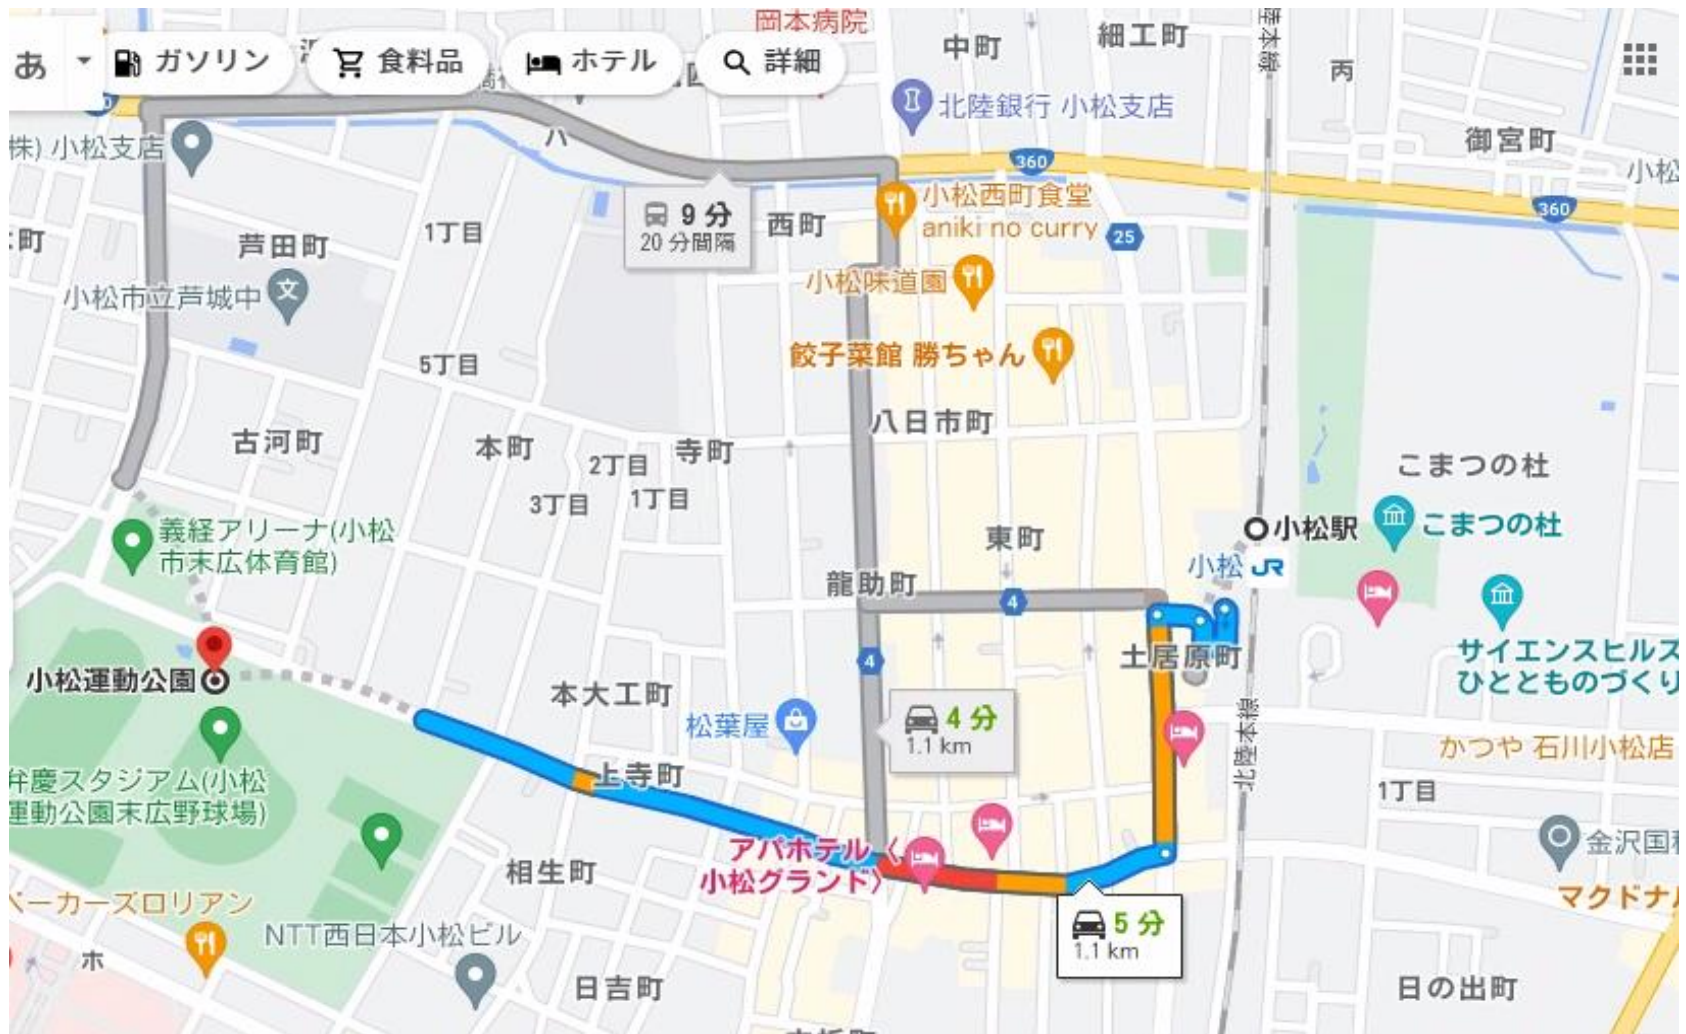 岡本病院
あ
ガソリン
食料品
ホテル
詳細
中町
細工町
丙
北陸銀行 小松支店
株) 小松支店
ハ
360
御宮町
小松
小松西町食堂
aniki no curry
9 分
20 分間隔
西町
25
360
1丁目
芦田町
小松市立芦城中
小松味道園
餃子菜館 勝ちゃん
5丁目
八日市町
古河町
本町
寺町
2丁目
3丁目
1丁目
こまつの杜
こまつの杜
東町
小松駅
小松 JR
義経アリーナ(小松
市末広体育館)
龍助町
4
4
土居原町
サイエンスヒルズ
ひととものづくり
小松運動公園
本大工町
松葉屋
4 分
1.1 km
北陸本線
かつや 石川小松店
弁慶スタジアム(小松
運動公園末広野球場)
上寺町
1丁目
アパホテル〈
小松グランド〉
金沢国
相生町
マクドナル
ベーカーズロリアン
NTT西日本小松ビル
5 分
1.1 km
ホ
日吉町
日の出町